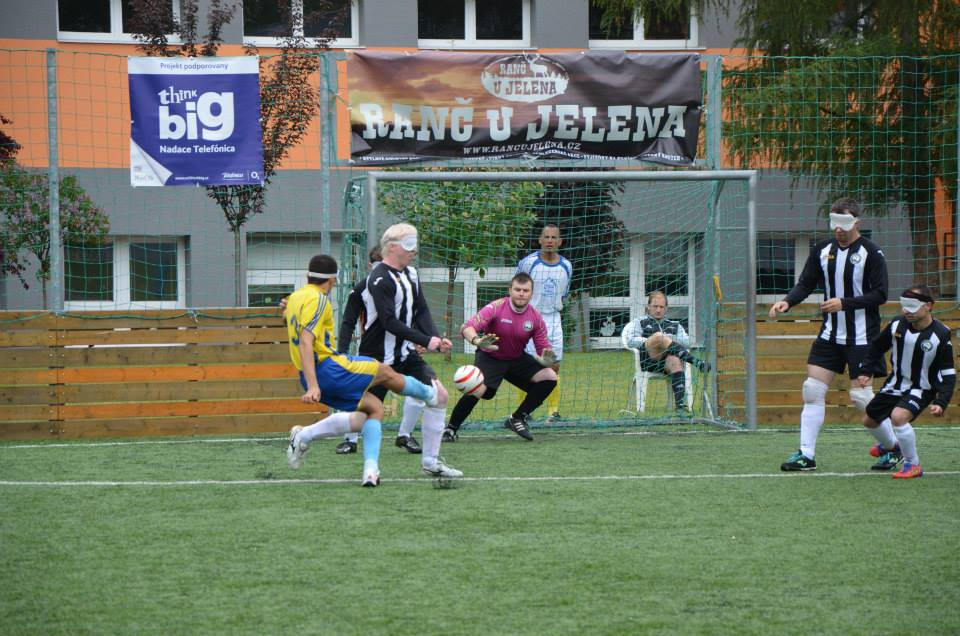 Projekt podporovaný
think
big
Nadace Telefónica
RANČ
U JELENA
RANČ U JELENA
WWW.RANCUJELENA.CZ